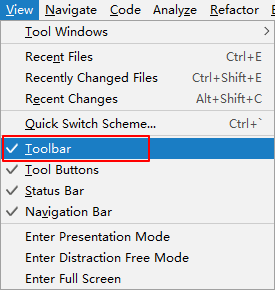 View Navigate Code Analyze Refactor
Tool Windows
Recent Files Ctrl+E
Recently Changed Files Ctrl+Shift+E
Recent Changes Alt+Shift+C
Quick Switch Scheme... Ctrl+`
Toolbar
Tool Buttons
Status Bar
Navigation Bar
Enter Presentation Mode
Enter Distraction Free Mode
Enter Full Screen